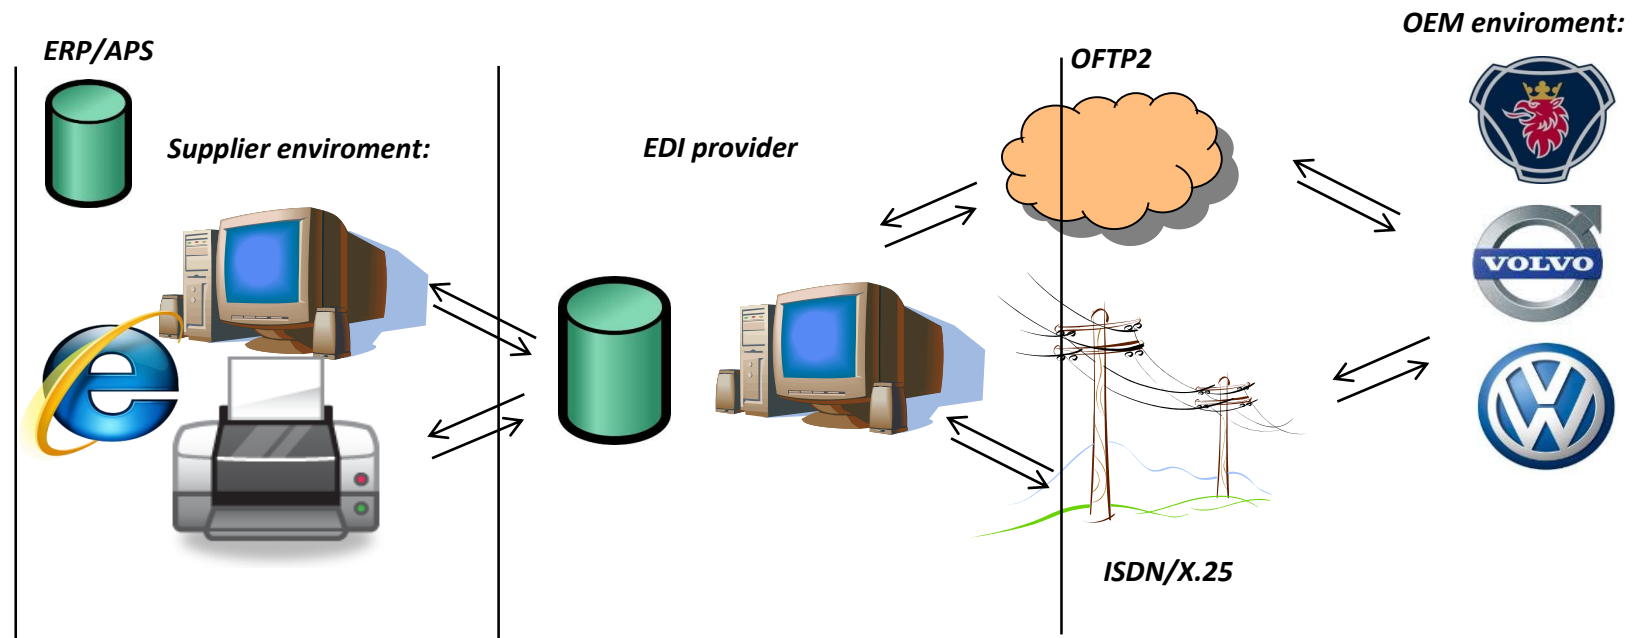 OEM enviroment:
ERP/APS
OFTP2
Supplier enviroment:
EDI provider
VOLVO
ISDN/X.25